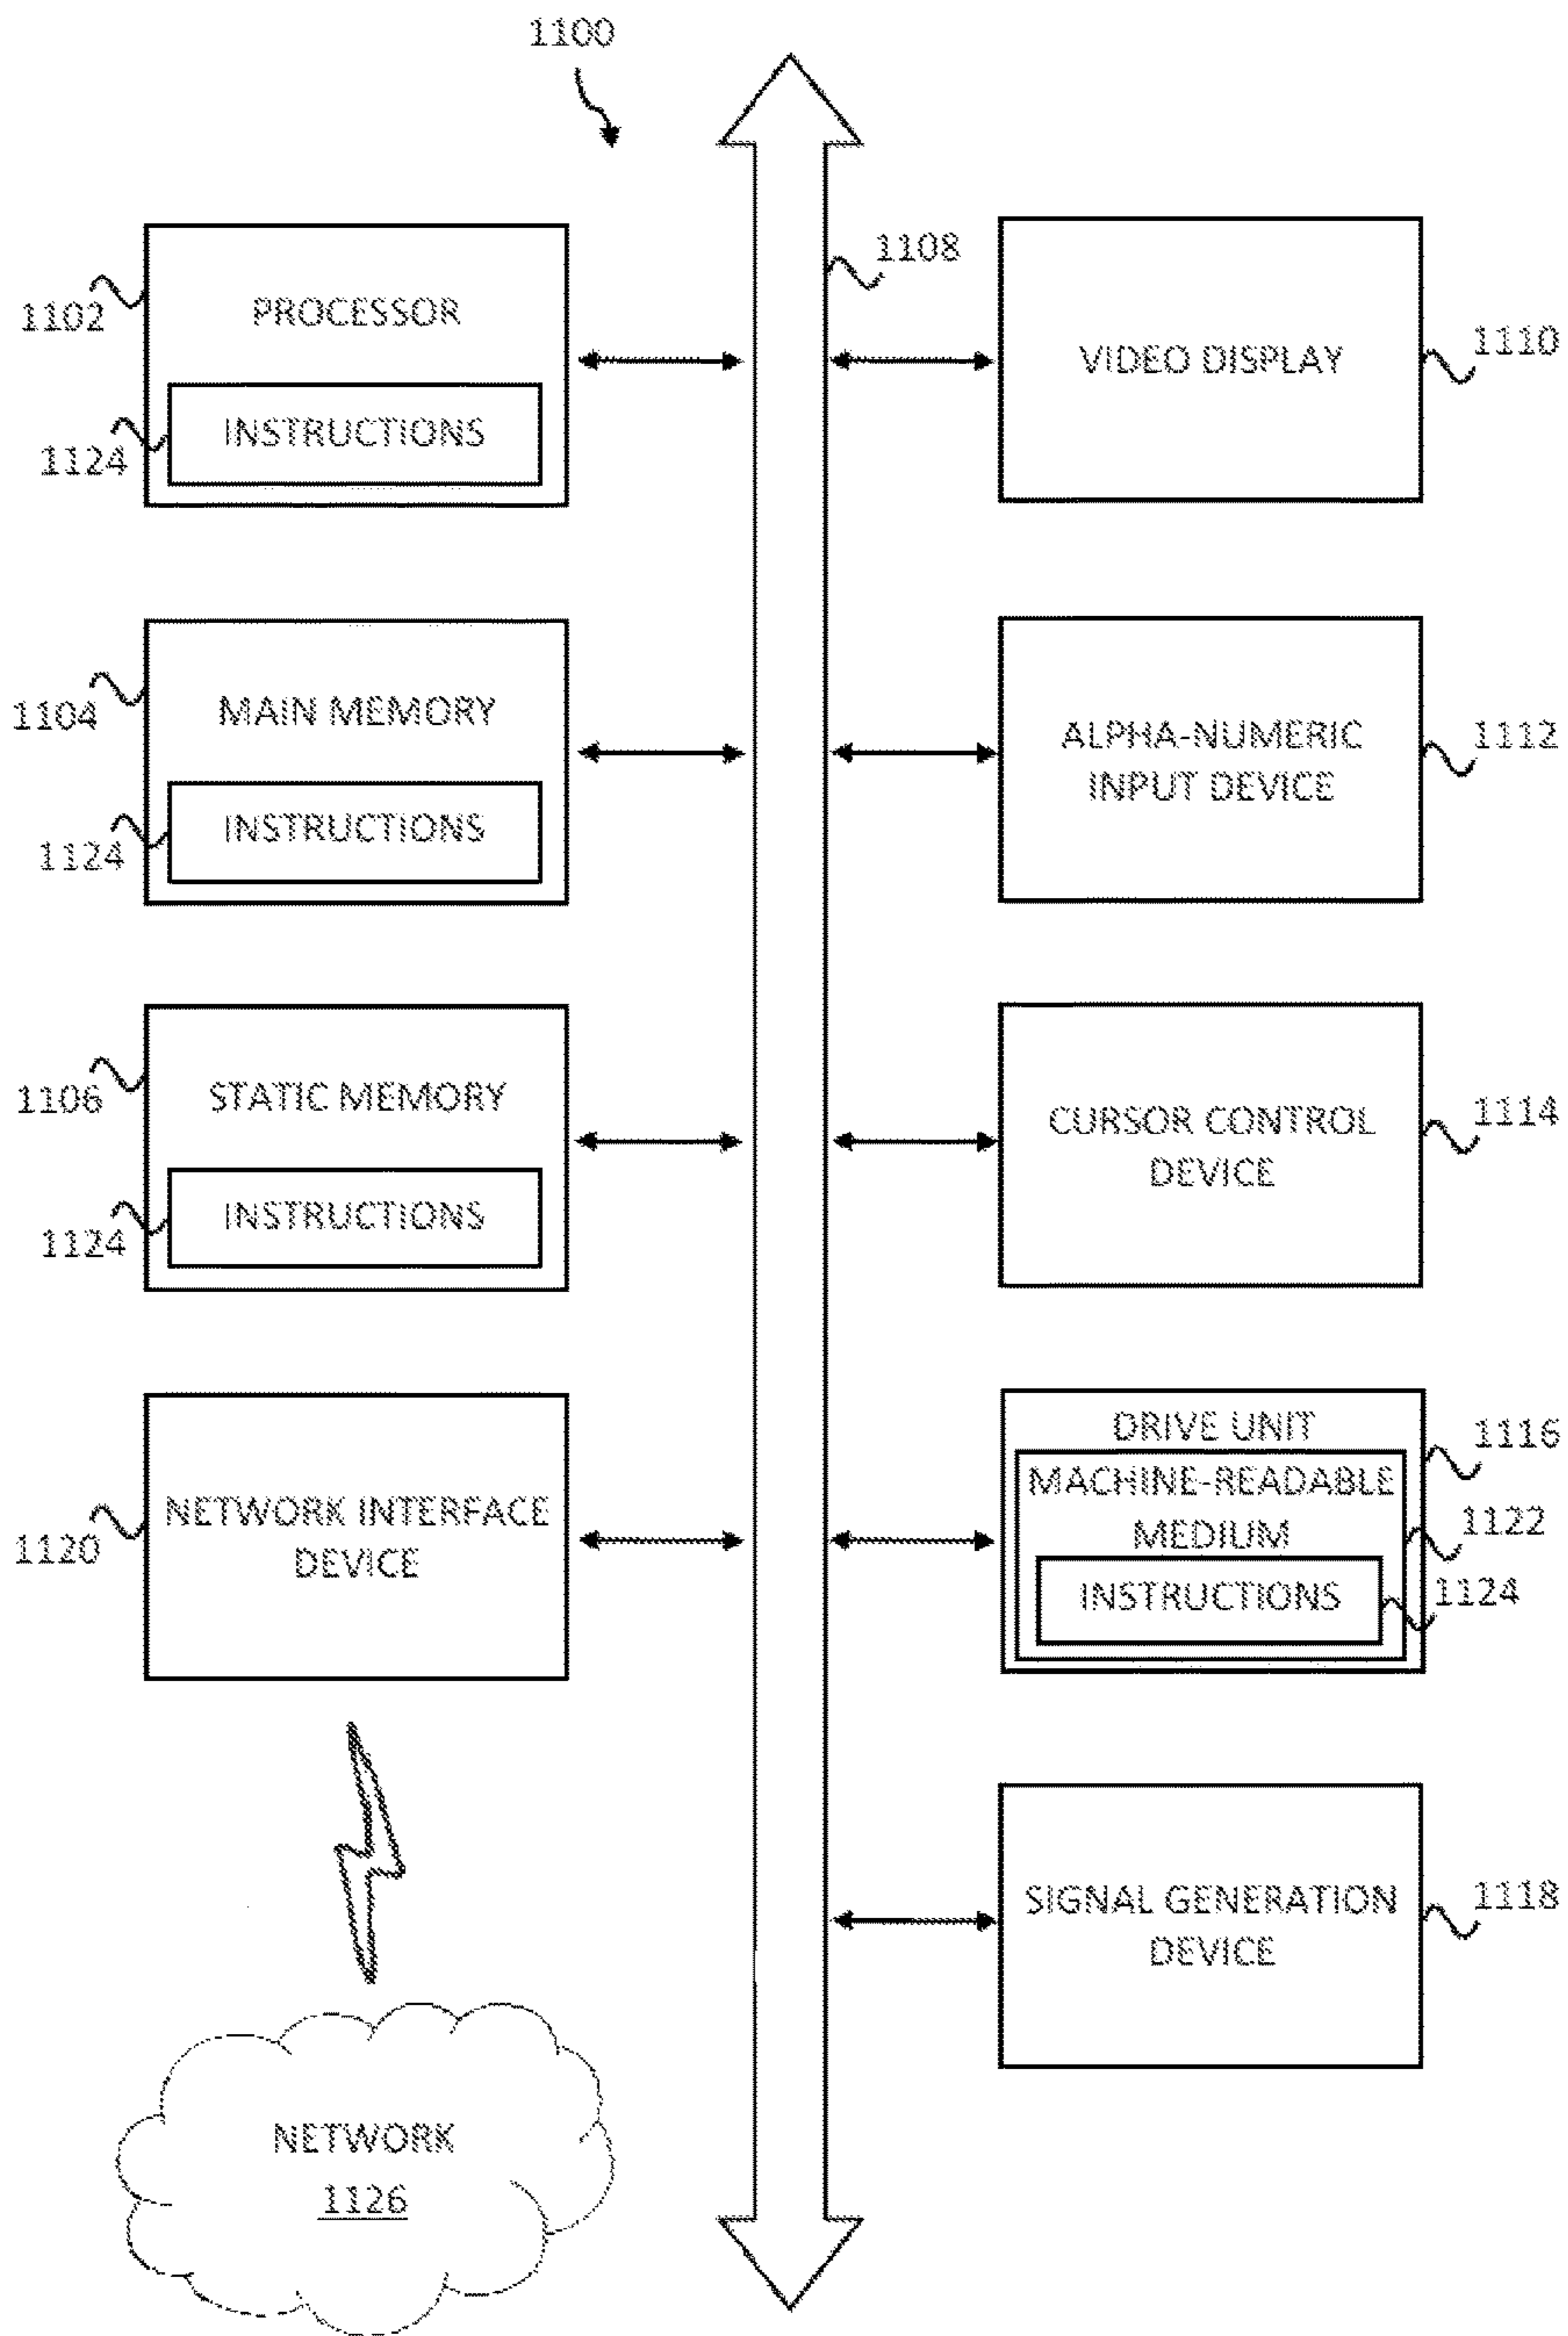 1100
1108
1102
PROCESSOR
1124
INSTRUCTIONS
VIDEO DISPLAY
1110
1104
MAIN MEMORY
1124
INSTRUCTIONS
ALPHA-NUMERIC
INPUT DEVICE
1112
1106
STATIC MEMORY
1124
INSTRUCTIONS
CURSOR CONTROL
DEVICE
1114
1120
NETWORK INTERFACE
DEVICE
DRIVE UNIT
1116
MACHINE-READABLE
MEDIUM
1122
INSTRUCTIONS
1124
SIGNAL GENERATION
DEVICE
1118
NETWORK
1126